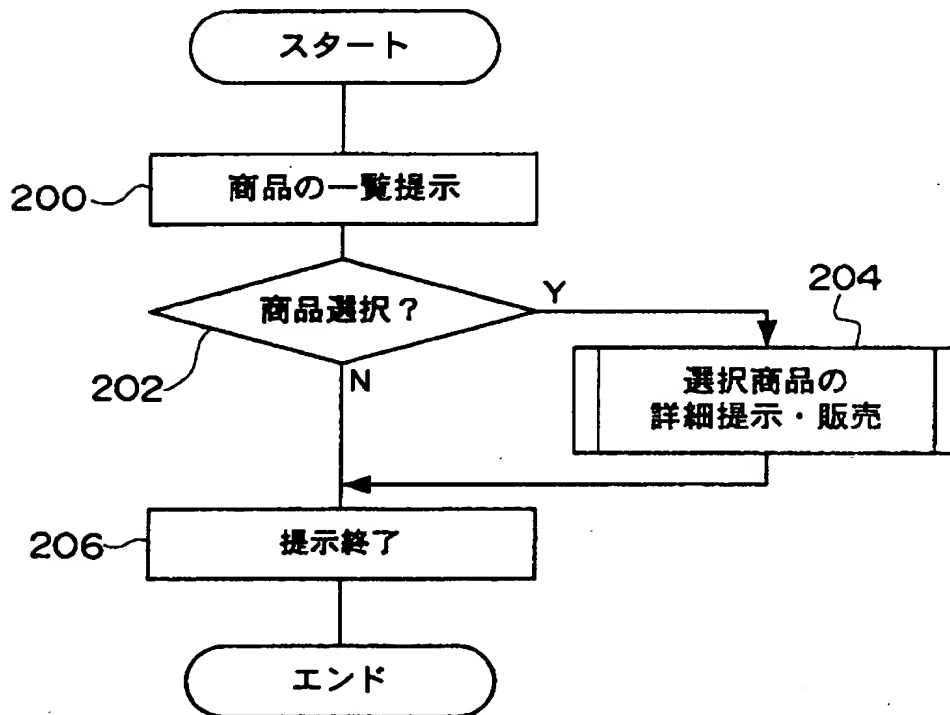 スタート
200
商品の一覧提示
商品選択?
Y
204
202
N
選択商品の
詳細提示・販売
206
提示終了
エンド